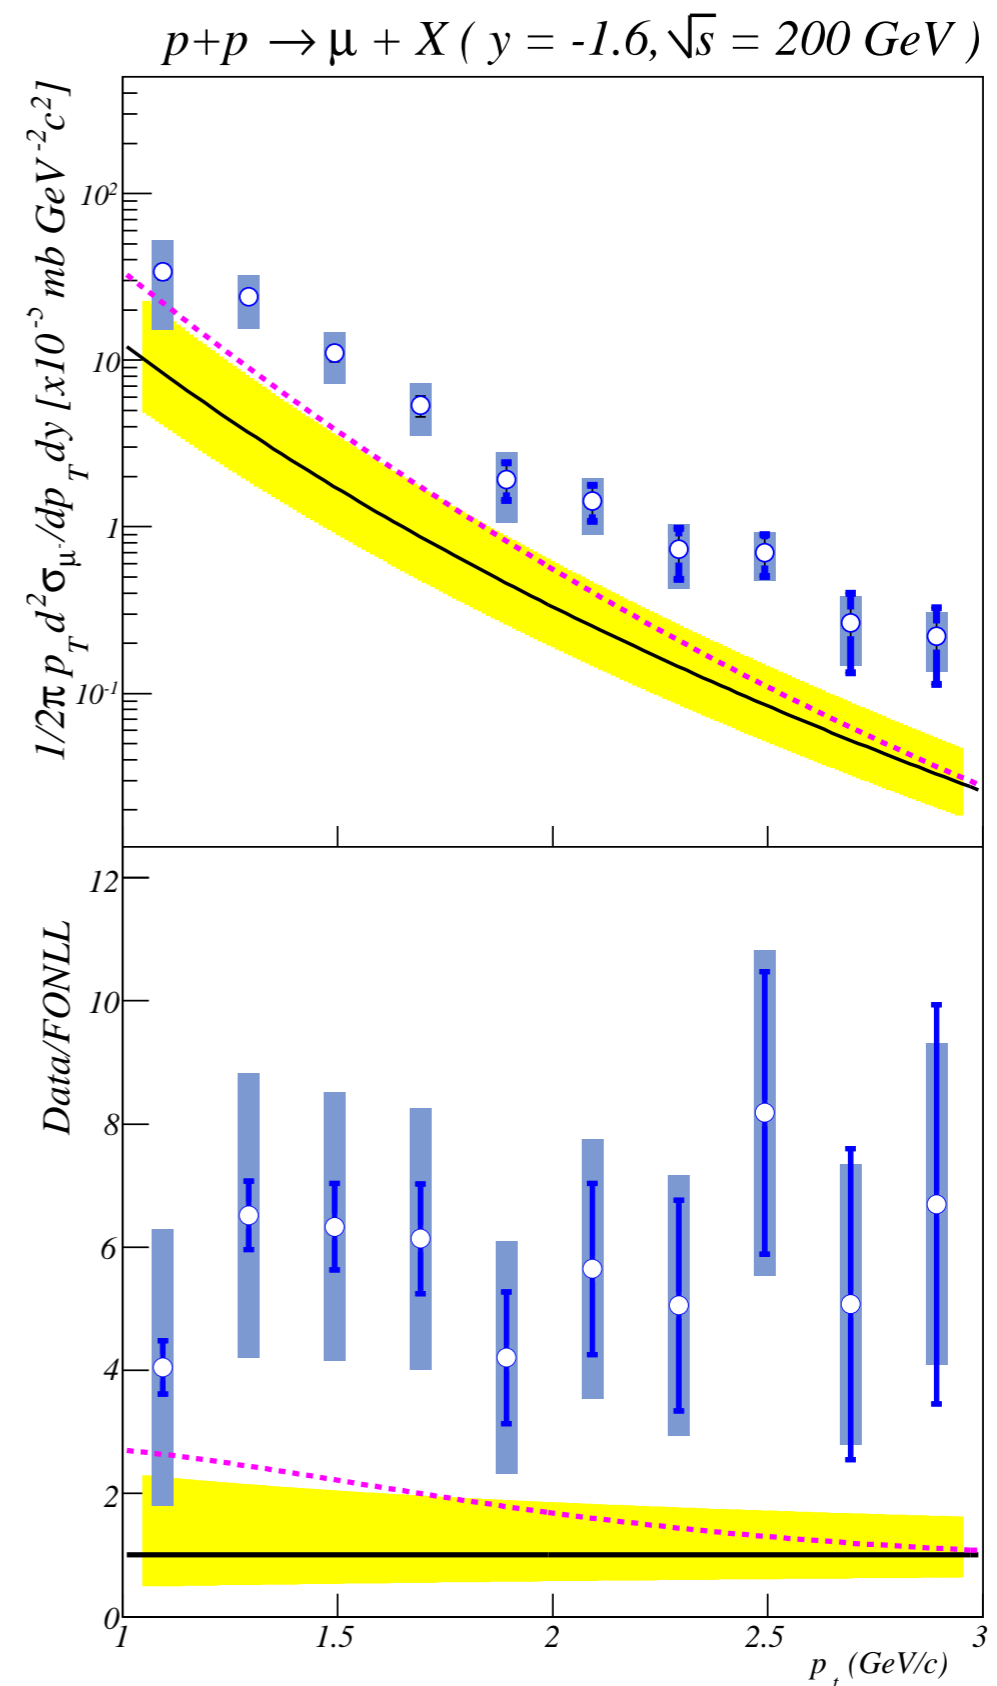 p+p → μ + X ( y = -1.6, √s = 200 GeV )
1/2π p_T d²σ_μ⁻/dp_T dy [x10⁻⁵ mb GeV⁻²c²]
10²
10
1
10⁻¹
Data/FONLL
12
10
8
6
4
2
0
1 1.5 2 2.5 3
p_t (GeV/c)